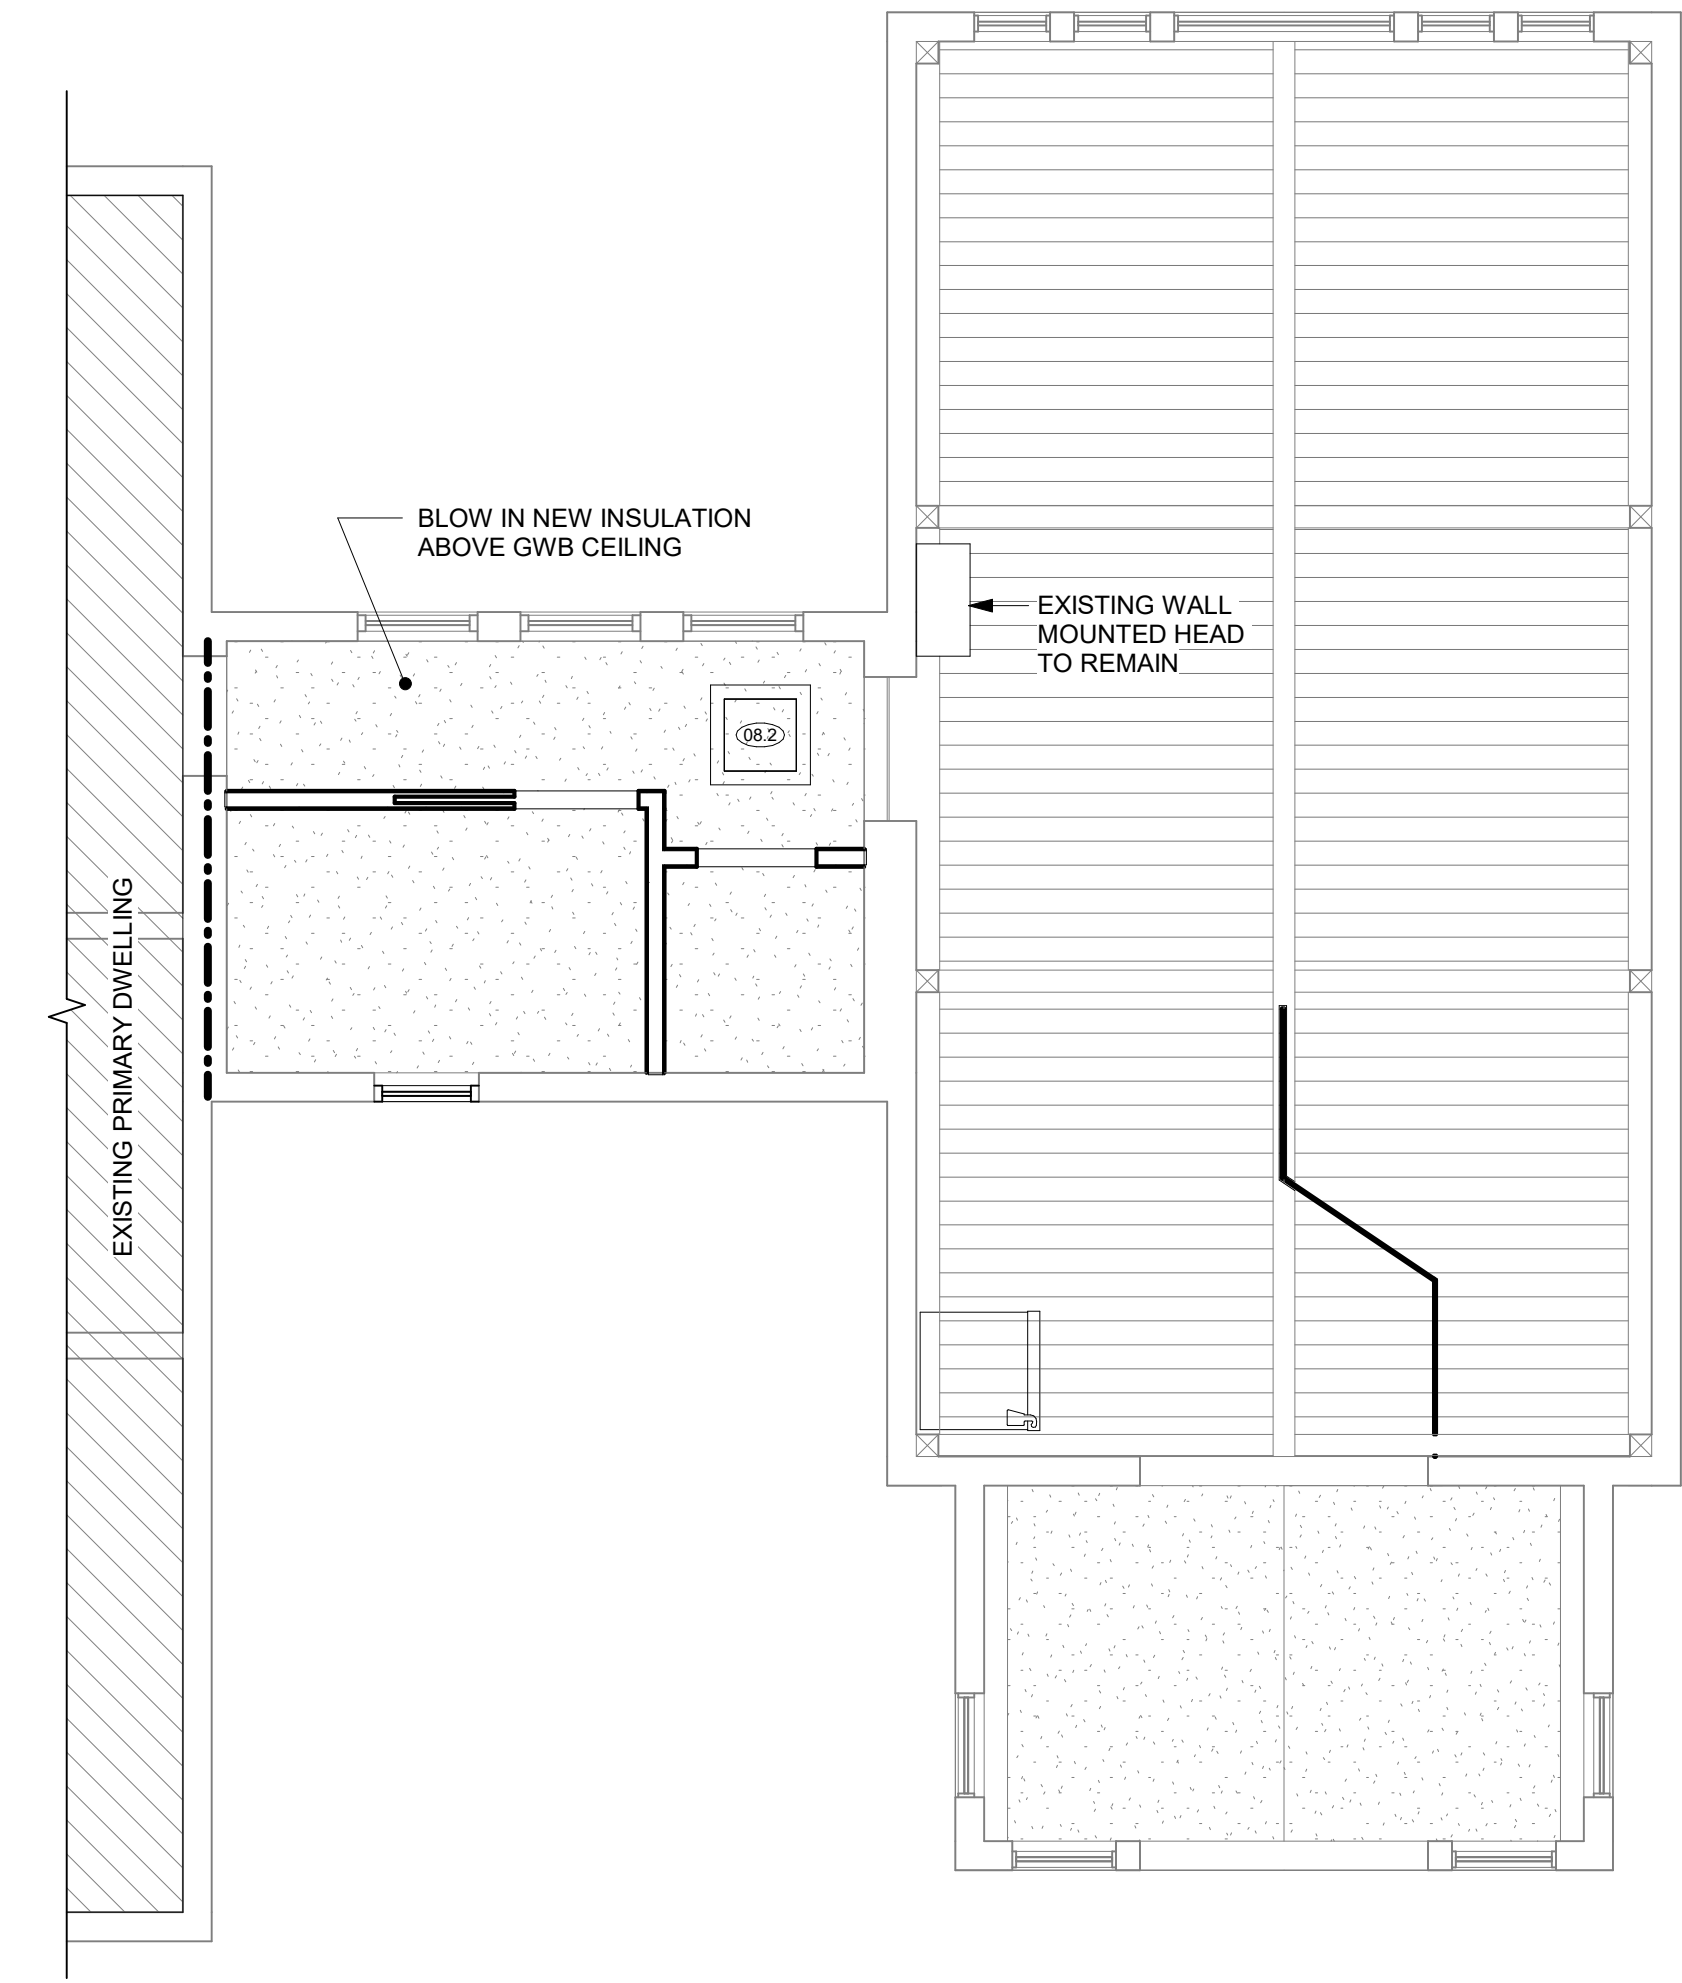 BLOW IN NEW INSULATION
ABOVE GWB CEILING
EXISTING WALL
MOUNTED HEAD
TO REMAIN
08.2
EXISTING PRIMARY DWELLING